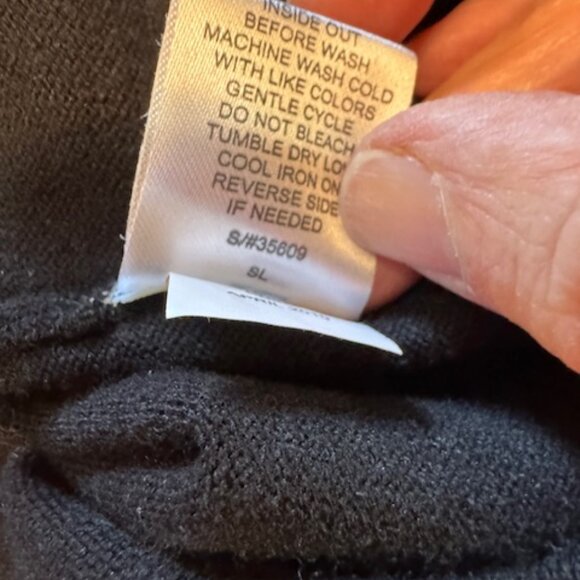 INSIDE OUT
BEFORE WASH
MACHINE WASH COLD
WITH LIKE COLORS
GENTLE CYCLE
DO NOT BLEACH
TUMBLE DRY LO
COOL IRON ON
REVERSE SIDE
IF NEEDED
S/#35609
SL